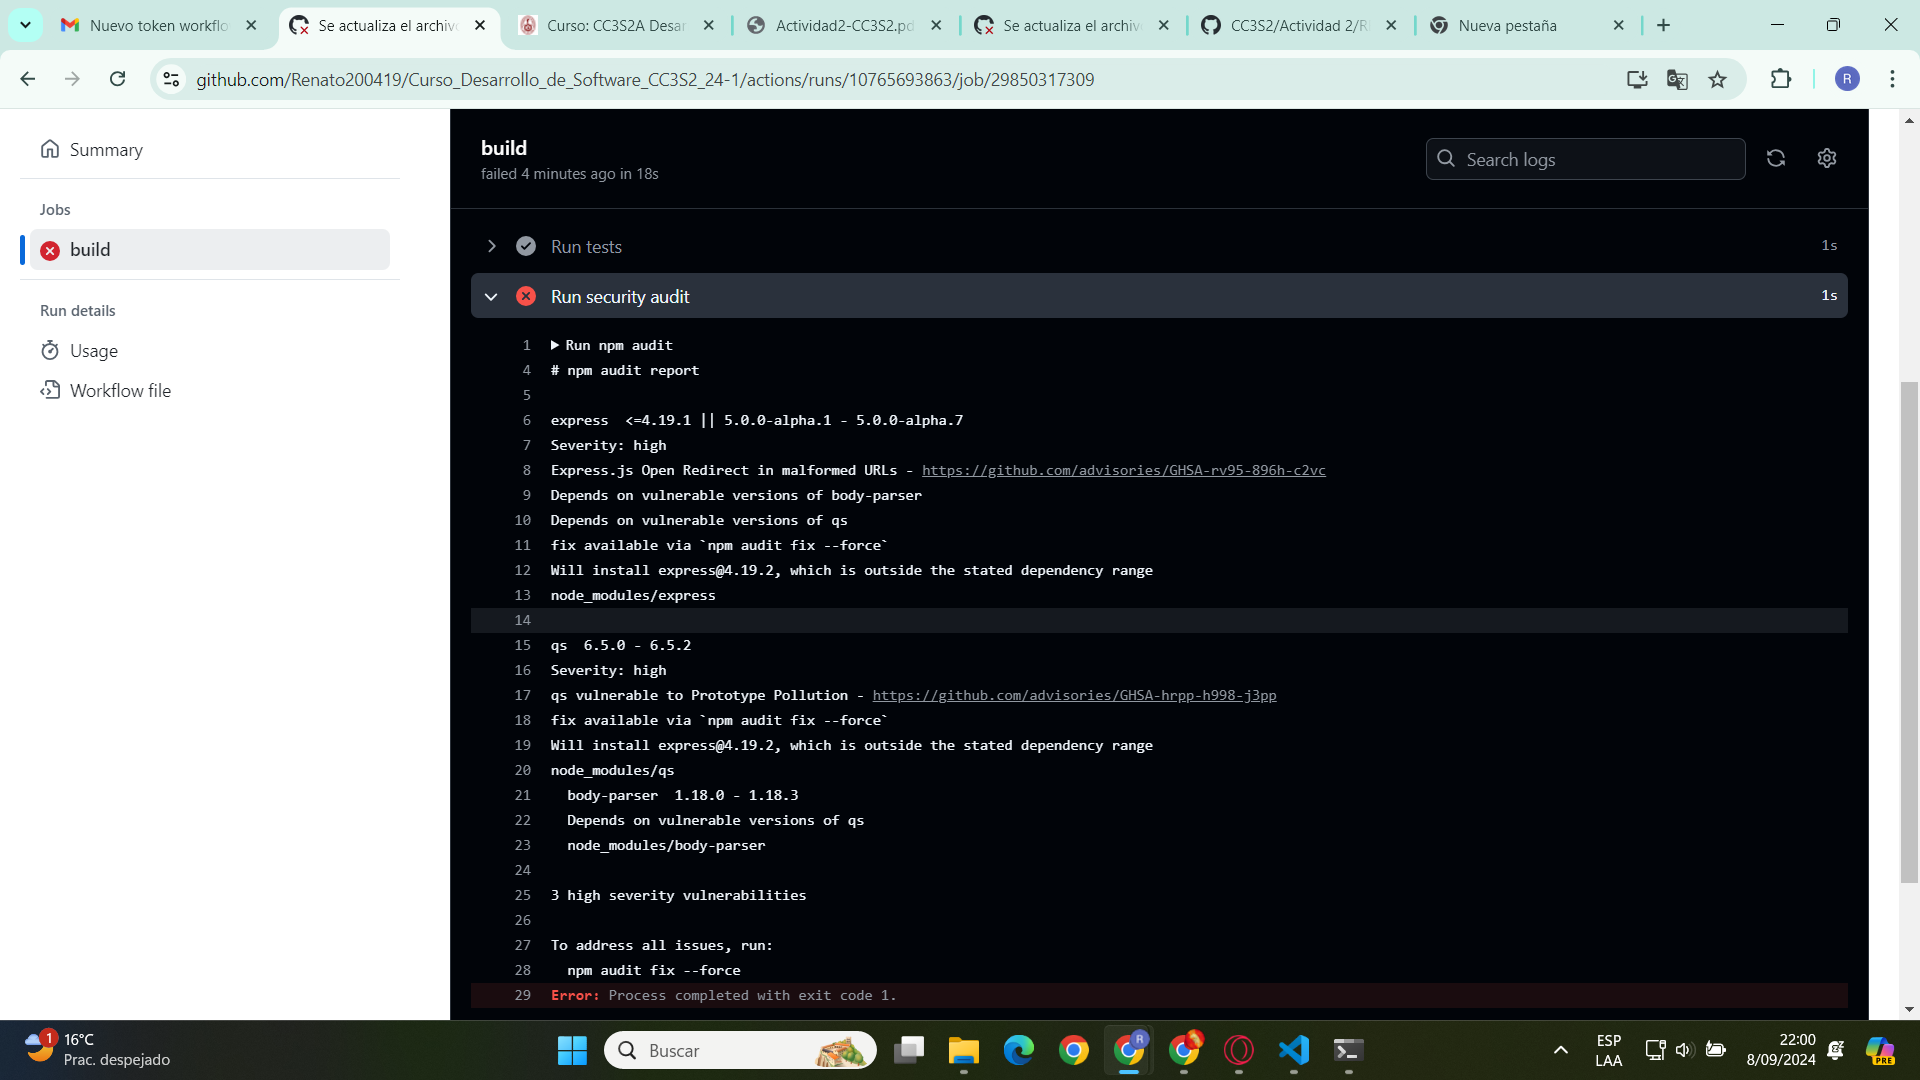 Nuevo token workflo
Se actualiza el archivo
Curso: CC3S2A Desar
Actividad2-CC3S2.pd
Se actualiza el archivo
CC3S2/Actividad 2/R
Nueva pestaña
github.com/Renato200419/Curso_Desarrollo_de_Software_CC3S2_24-1/actions/runs/10765693863/job/29850317309
R
Summary
Jobs
build
Run details
Usage
Workflow file
build
failed 4 minutes ago in 18s
Search logs
Run tests
1s
Run security audit
1s
1 Run npm audit
4 # npm audit report
5
6 express  <=4.19.1 || 5.0.0-alpha.1 - 5.0.0-alpha.7
7 Severity: high
8 Express.js Open Redirect in malformed URLs - https://github.com/advisories/GHSA-rv95-896h-c2vc
9 Depends on vulnerable versions of body-parser
10 Depends on vulnerable versions of qs
11 fix available via `npm audit fix --force`
12 Will install express@4.19.2, which is outside the stated dependency range
13 node_modules/express
14
15 qs  6.5.0 - 6.5.2
16 Severity: high
17 qs vulnerable to Prototype Pollution - https://github.com/advisories/GHSA-hrpp-h998-j3pp
18 fix available via `npm audit fix --force`
19 Will install express@4.19.2, which is outside the stated dependency range
20 node_modules/qs
21   body-parser  1.18.0 - 1.18.3
22   Depends on vulnerable versions of qs
23   node_modules/body-parser
24
25 3 high severity vulnerabilities
26
27 To address all issues, run:
28   npm audit fix --force
29 Error: Process completed with exit code 1.
1
16°C
Prac. despejado
Buscar
R
ESP
LAA
22:00
8/09/2024
PRE